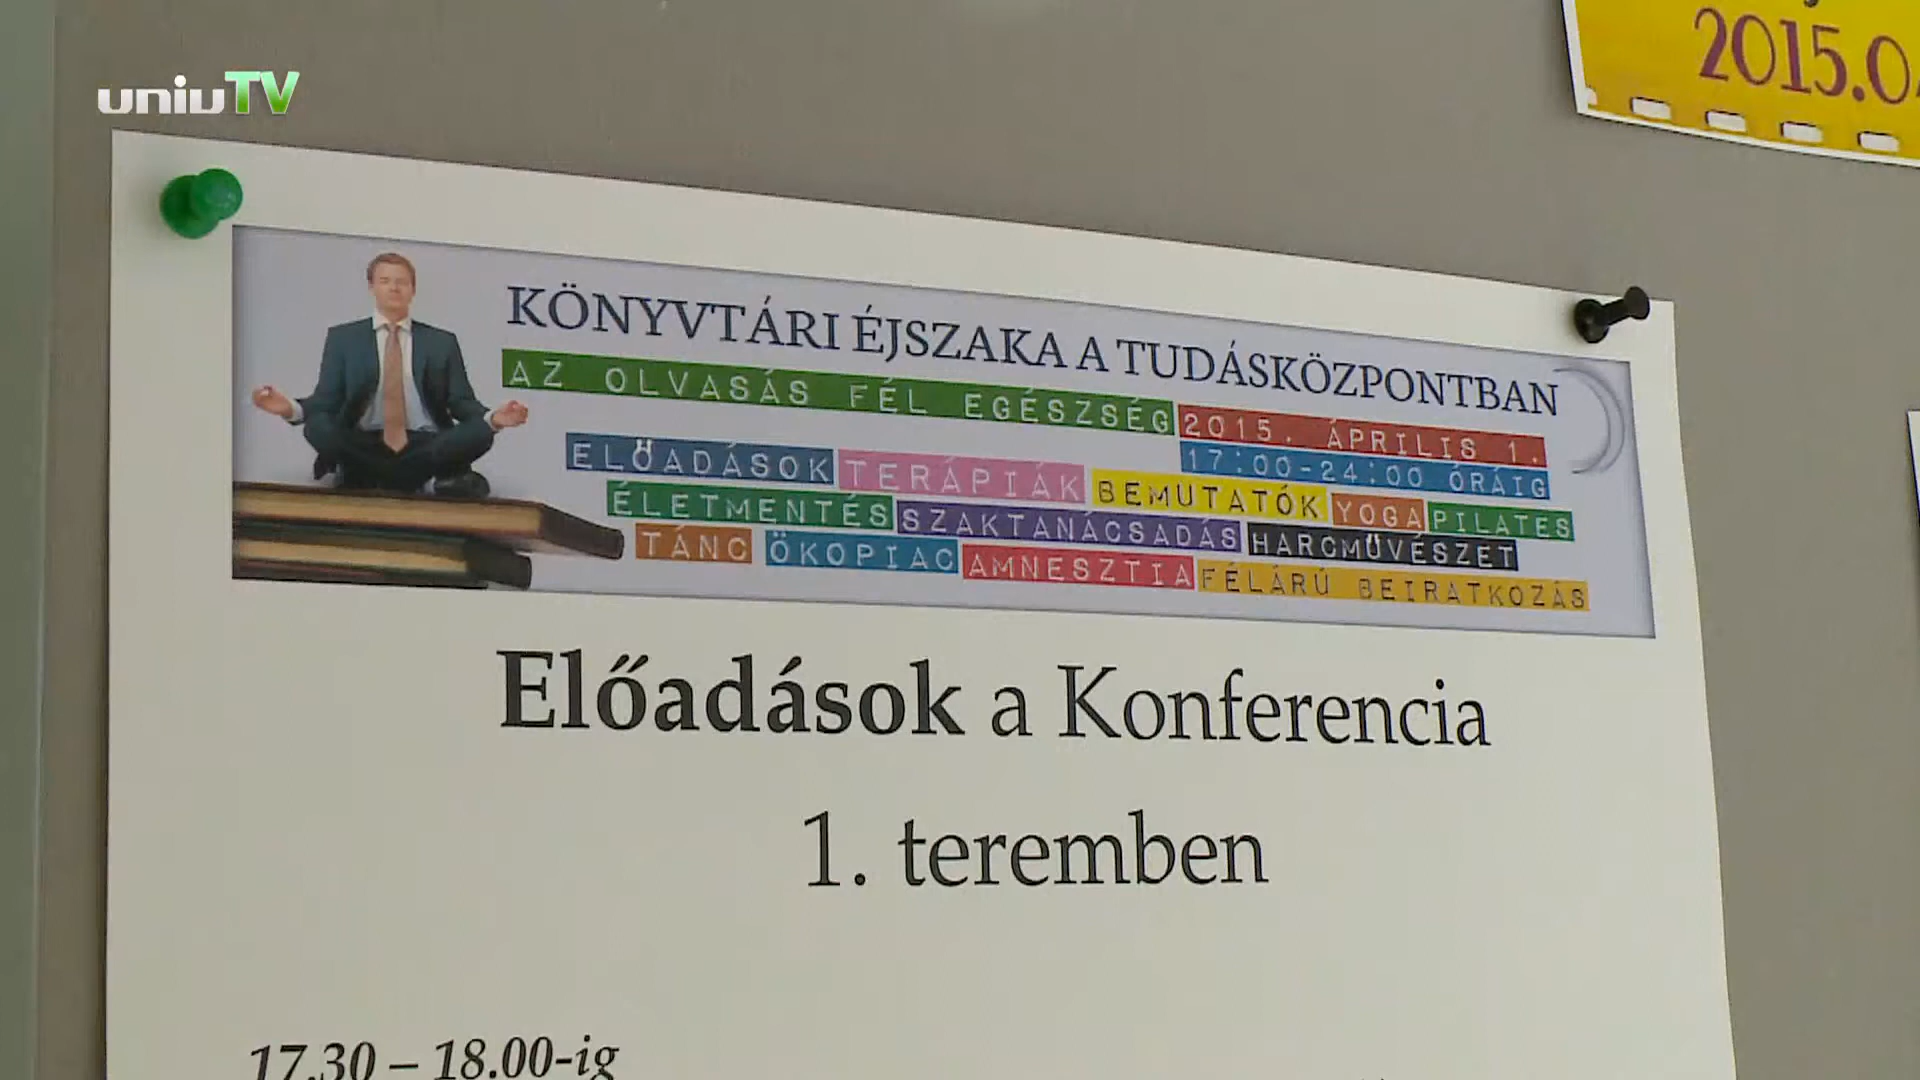 uniuTV
2015.0
KÖNYVTÁRI ÉJSZAKA A TUDÁSKÖZPONTBAN
AZ OLVASÁS FÉL EGÉSZSÉG 2015. ÁPRILIS 1.
17:00-24:00 ÓRÁIG
ELŐADÁSOK TERÁPIÁK BEMUTATÓK YOGA PILATES
ÉLETMENTÉS SZAKTANÁCSADÁS HARCMŰVÉSZET
TÁNC ÖKOPIAC AMNESZTIA FÉLÁRÚ BEIRATKOZÁS
Előadások a Konferencia
1. teremben
17.30 – 18.00-ig